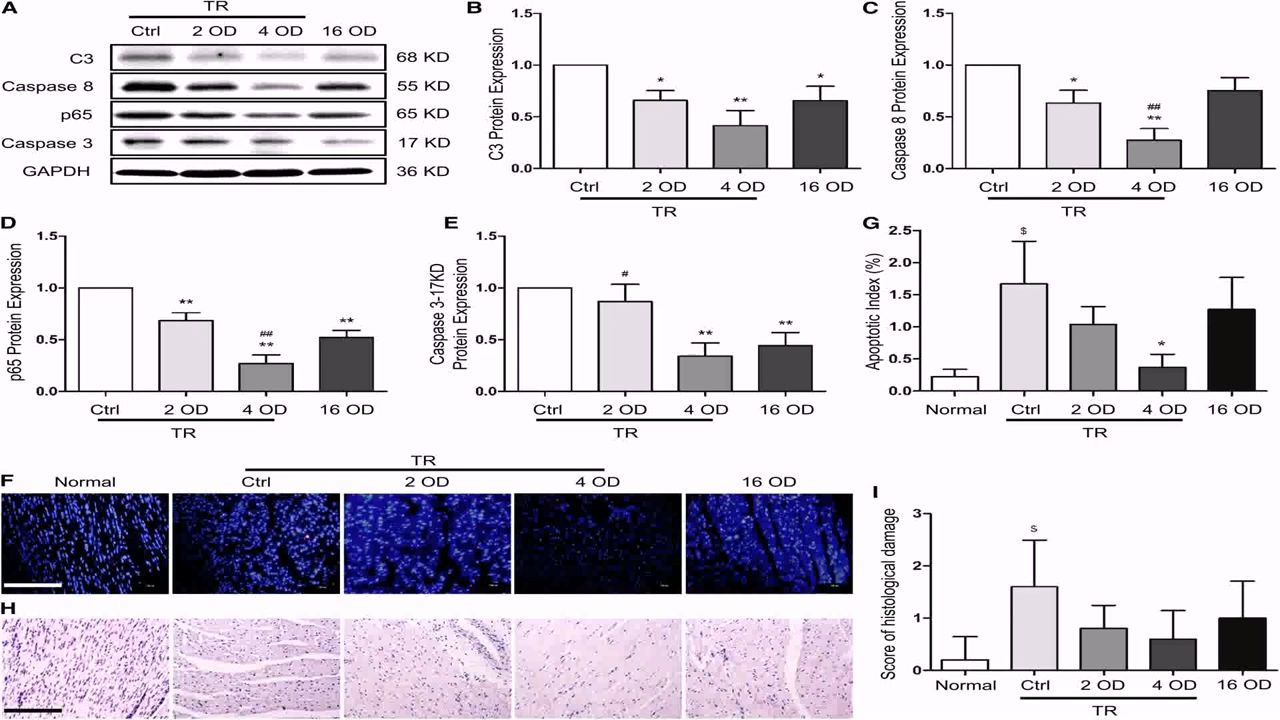 A
TR
Ctrl 2 OD 4 OD 16 OD
C3 68 KD
Caspase 8 55 KD
p65 65 KD
Caspase 3 17 KD
GAPDH 36 KD
B
C3 Protein Expression
1.5
1.0
0.5
0.0
*
**
*
Ctrl 2 OD 4 OD 16 OD
TR
C
Caspase 8 Protein Expression
1.5
1.0
0.5
0.0
*
##
**
Ctrl 2 OD 4 OD 16 OD
TR
D
p65 Protein Expression
1.5
1.0
0.5
0.0
**
##
**
**
Ctrl 2 OD 4 OD 16 OD
TR
E
Caspase 3-17KD
Protein Expression
1.5
1.0
0.5
0.0
#
**
**
Ctrl 2 OD 4 OD 16 OD
TR
G
Apoptotic Index (%)
2.5
2.0
1.5
1.0
0.5
0.0
$
*
Normal Ctrl 2 OD 4 OD 16 OD
TR
F
TR
Normal Ctrl 2 OD 4 OD 16 OD
H
I
Score of histological damage
3
2
1
0
$
Normal Ctrl 2 OD 4 OD 16 OD
TR